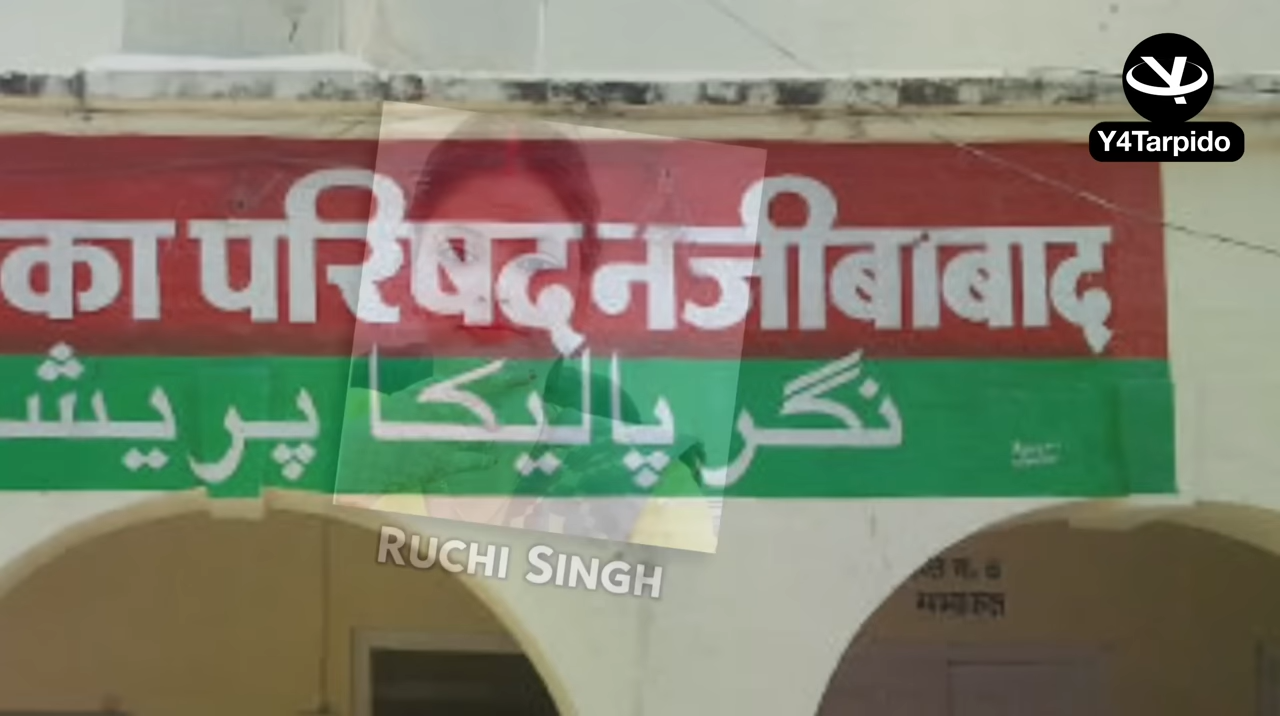 Y4Tarpido
का परिषद नजीबाबाद
نگر پالیکا پریشد
RUCHI SINGH